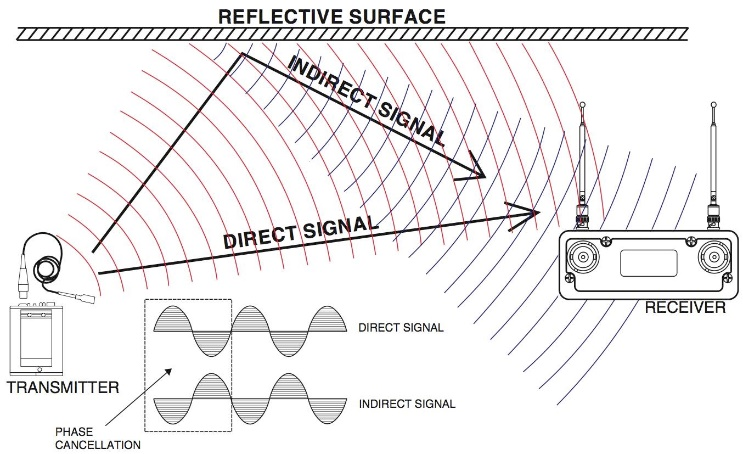 REFLECTIVE SURFACE
INDIRECT SIGNAL
DIRECT SIGNAL
RECEIVER
TRANSMITTER
DIRECT SIGNAL
INDIRECT SIGNAL
PHASE
CANCELLATION